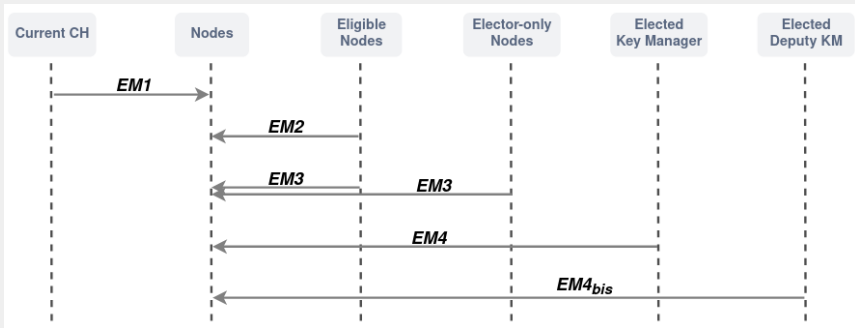 Current CH
Nodes
Eligible
Nodes
Elector-only
Nodes
Elected
Key Manager
Elected
Deputy KM
EM1
EM2
EM3
EM3
EM4
EM4bis